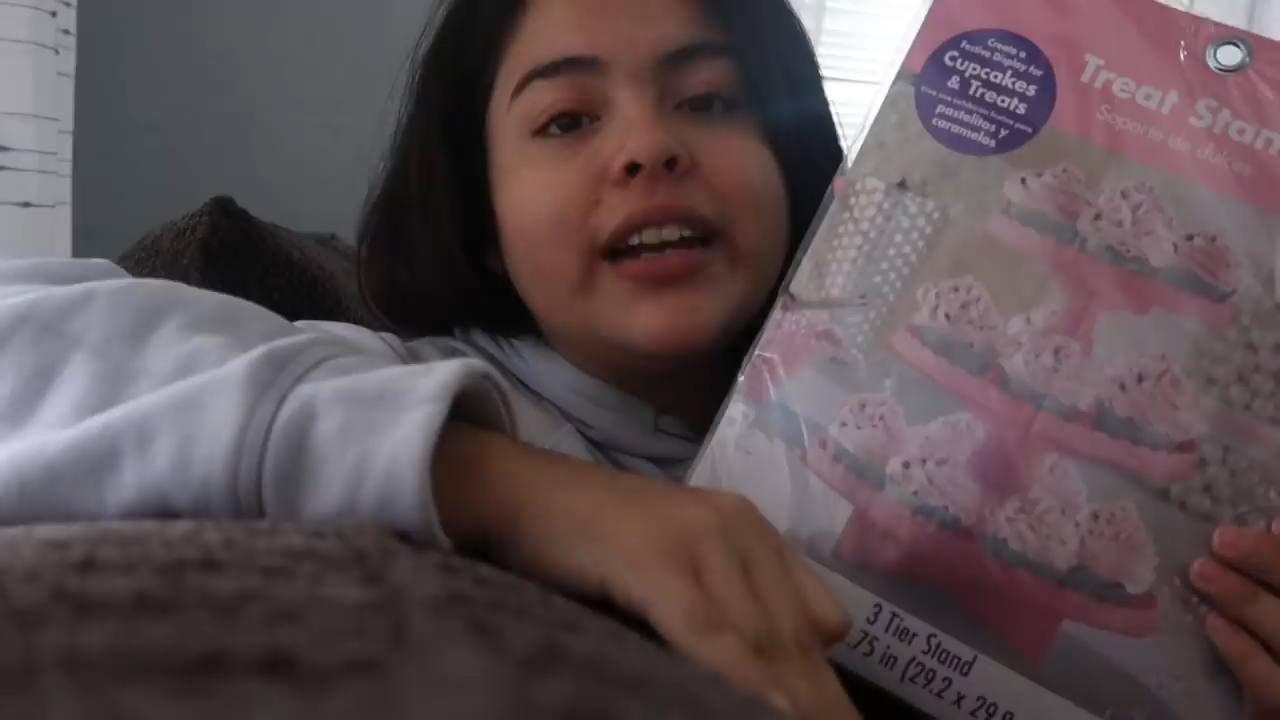 Create a
Festive Display for
Cupcakes
& Treats
pastelitos y
caramelos
Treat Stan
Soporte de dulces
3 Tier Stand
.75 in (29.2 x 29.